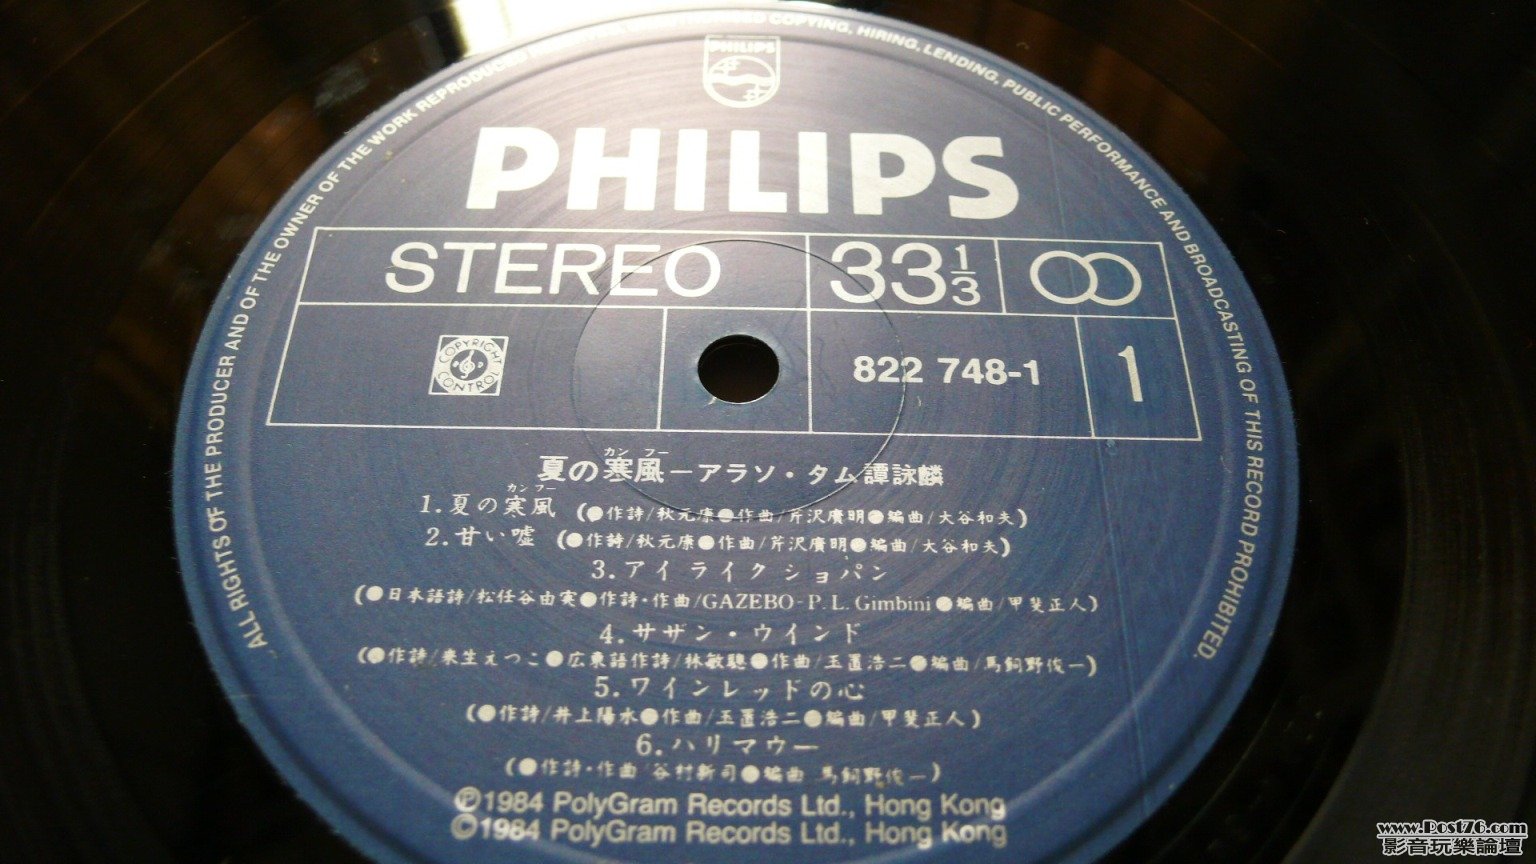 PHILIPS
COPYING, HIRING, LENDING, PUBLIC PERFORMANCE AND BROADCASTING OF THIS RECORD PROHIBITED.
ALL RIGHTS OF THE PRODUCER AND OF THE OWNER OF THE WORK REPRODUCED
PHILIPS
STEREO 33 1/3
COPYRIGHT CONTROL
822 748-1 1
カン フー
夏の寒風ーアラソ・タム譚詠麟
カンフー
1.夏の寒風 (●作詩/秋元康●作曲/芹沢廣明●編曲/大谷和夫)
2.甘い嘘 (●作詩/秋元康●作曲/芹沢廣明●編曲/大谷和夫)
3.アイ ライク ショパン
(●日本語詩/松任谷由実●作詩・作曲/GAZEBO-P.L.Gimbini●編曲/甲斐正人)
4.サザン・ウインド
(●作詩/来生えつこ●広東語作詩/林敏驄●作曲/玉置浩二●編曲/馬飼野俊一)
5.ワインレッドの心
(●作詩/井上陽水●作曲/玉置浩二●編曲/甲斐正人)
6.ハリマウー
(●作詩・作曲 谷村新司●編曲 馬飼野俊一)
Ⓟ1984 PolyGram Records Ltd., Hong Kong
©1984 PolyGram Records Ltd., Hong Kong
www.Post76.com
影音玩樂論壇